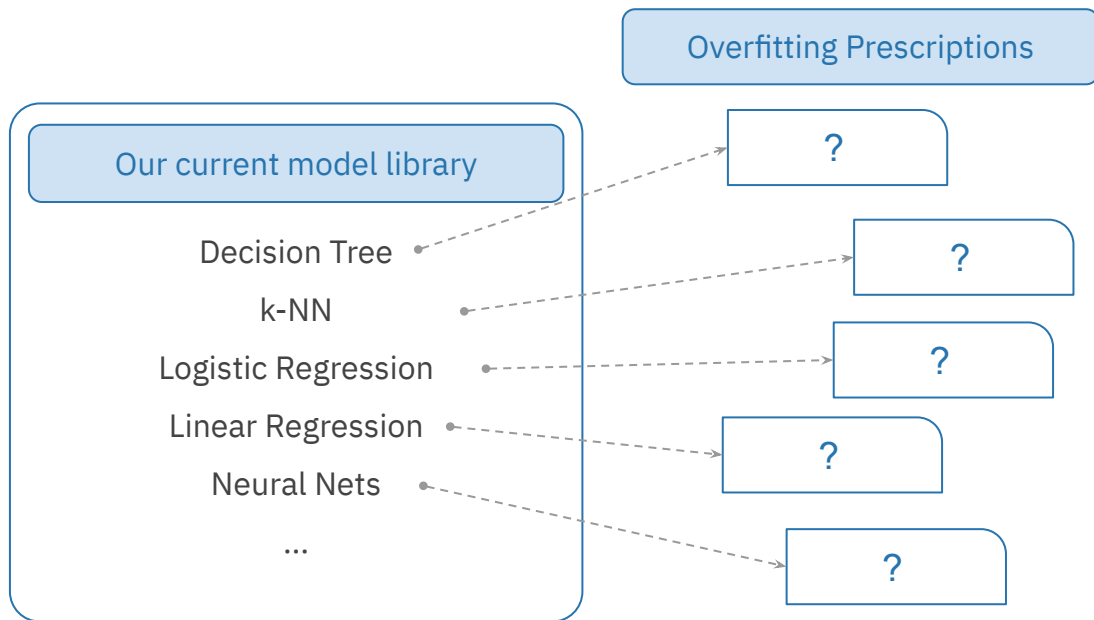 Overfitting Prescriptions
Our current model library
Decision Tree
k-NN
Logistic Regression
Linear Regression
Neural Nets
...
?
?
?
?
?